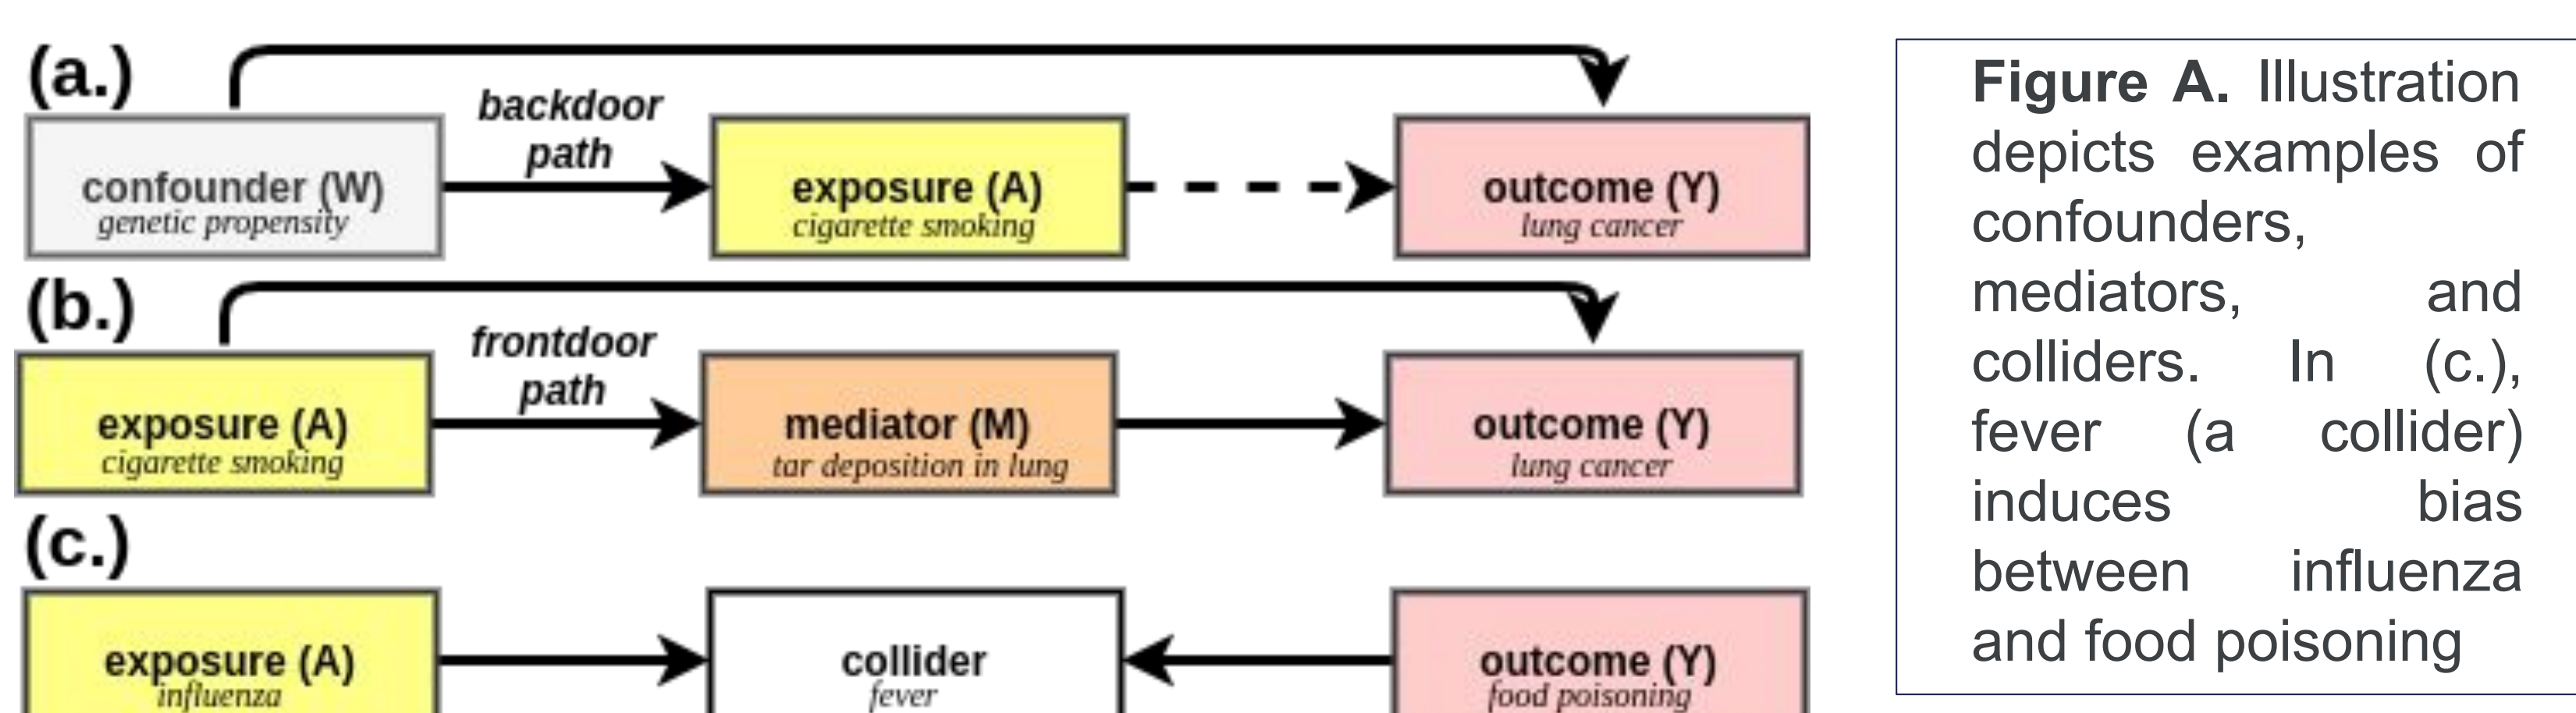 (a.)
backdoor
path
confounder (W)
genetic propensity
exposure (A)
cigarette smoking
outcome (Y)
lung cancer
(b.)
frontdoor
path
exposure (A)
cigarette smoking
mediator (M)
tar deposition in lung
outcome (Y)
lung cancer
(c.)
exposure (A)
influenza
collider
fever
outcome (Y)
food poisoning
Figure A. Illustration
depicts examples of
confounders,
mediators, and
colliders. In (c.),
fever (a collider)
induces bias
between influenza
and food poisoning